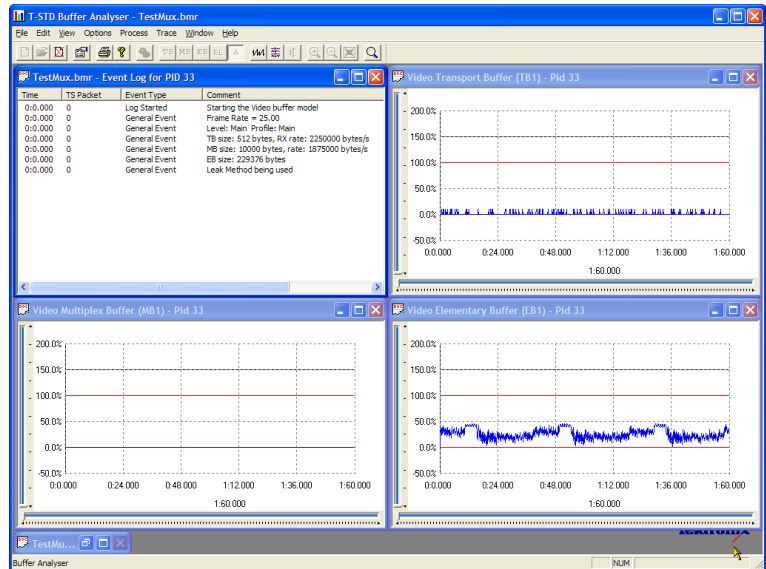 T-STD Buffer Analyser - TestMux.bmr
File Edit View Options Process Trace Window Help
TB MB EB EL A
TestMux.bmr - Event Log for PID 33
Time TS Packet Event Type Comment
0:0.000 0 Log Started Starting the Video buffer model
0:0.000 0 General Event Frame Rate = 25.00
0:0.000 0 General Event Level: Main Profile: Main
0:0.000 0 General Event TB size: 512 bytes, RX rate: 2250000 bytes/s
0:0.000 0 General Event MB size: 10000 bytes, rate: 1875000 bytes/s
0:0.000 0 General Event EB size: 229376 bytes
0:0.000 0 General Event Leak Method being used
Video Transport Buffer (TB1) - Pid 33
200.0%
150.0%
100.0%
50.0%
0.0%
-50.0%
0:0.000 0:24.000 0:48.000 1:12.000 1:36.000 1:60.000
1:60.000
Video Multiplex Buffer (MB1) - Pid 33
200.0%
150.0%
100.0%
50.0%
0.0%
-50.0%
0:0.000 0:24.000 0:48.000 1:12.000 1:36.000 1:60.000
1:60.000
Video Elementary Buffer (EB1) - Pid 33
200.0%
150.0%
100.0%
50.0%
0.0%
-50.0%
0:0.000 0:24.000 0:48.000 1:12.000 1:36.000 1:60.000
1:60.000
TestMu...
Buffer Analyser
NUM